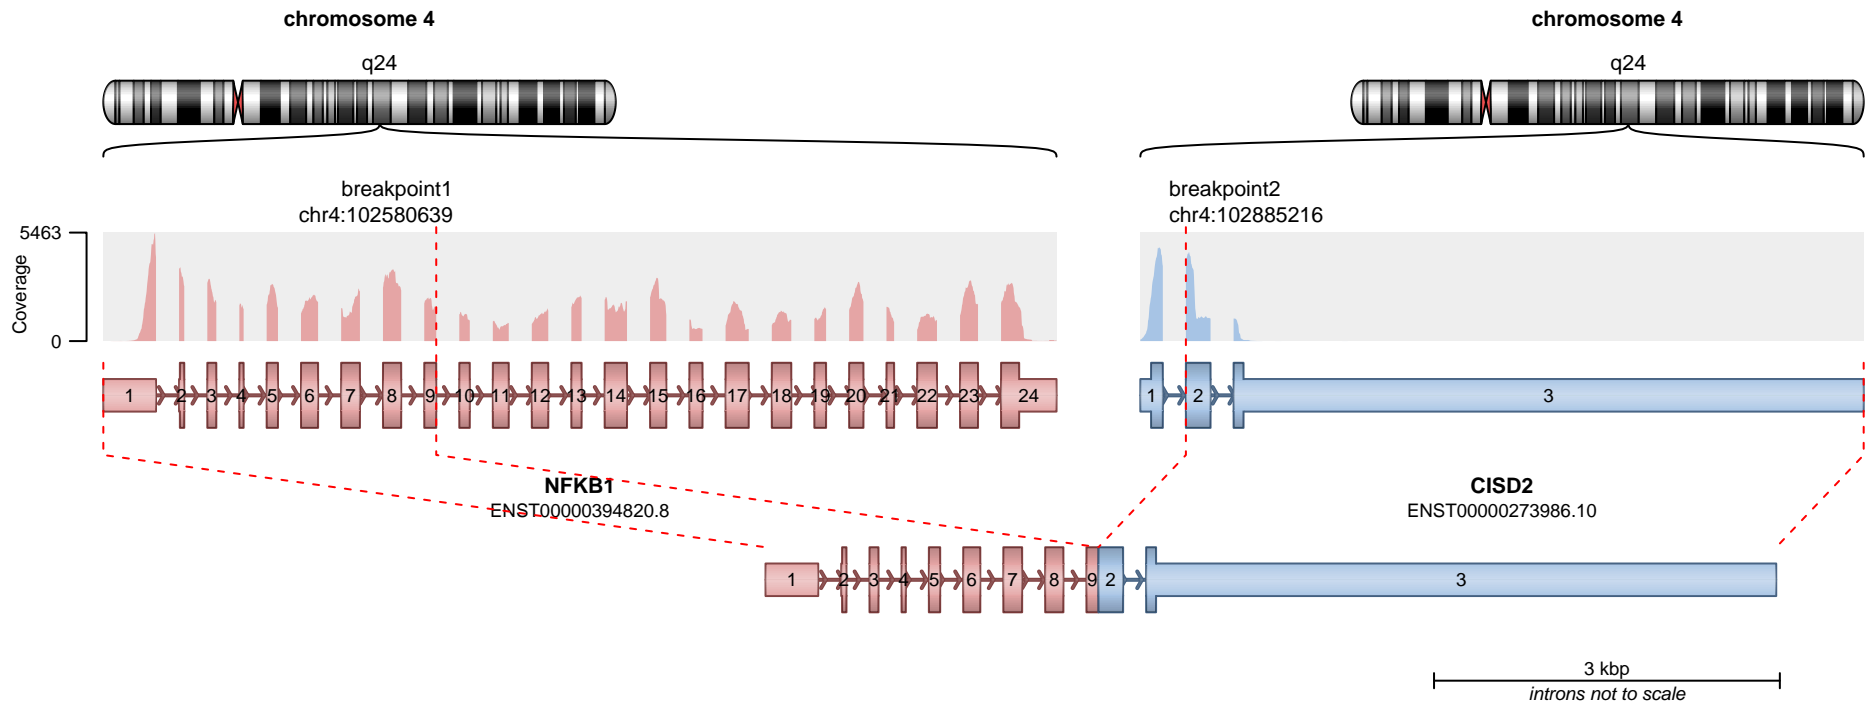 chromosome 4
chromosome 4
q24
q24
breakpoint1
chr4:102580639
breakpoint2
chr4:102885216
5463
Coverage
0
1 2 3 4 5 6 7 8 9 10 11 12 13 14 15 16 17 18 19 20 21 22 23 24
1 2 3
NFKB1
ENST00000394820.8
CISD2
ENST00000273986.10
1 2 3 4 5 6 7 8 9 2 3
3 kbp
introns not to scale